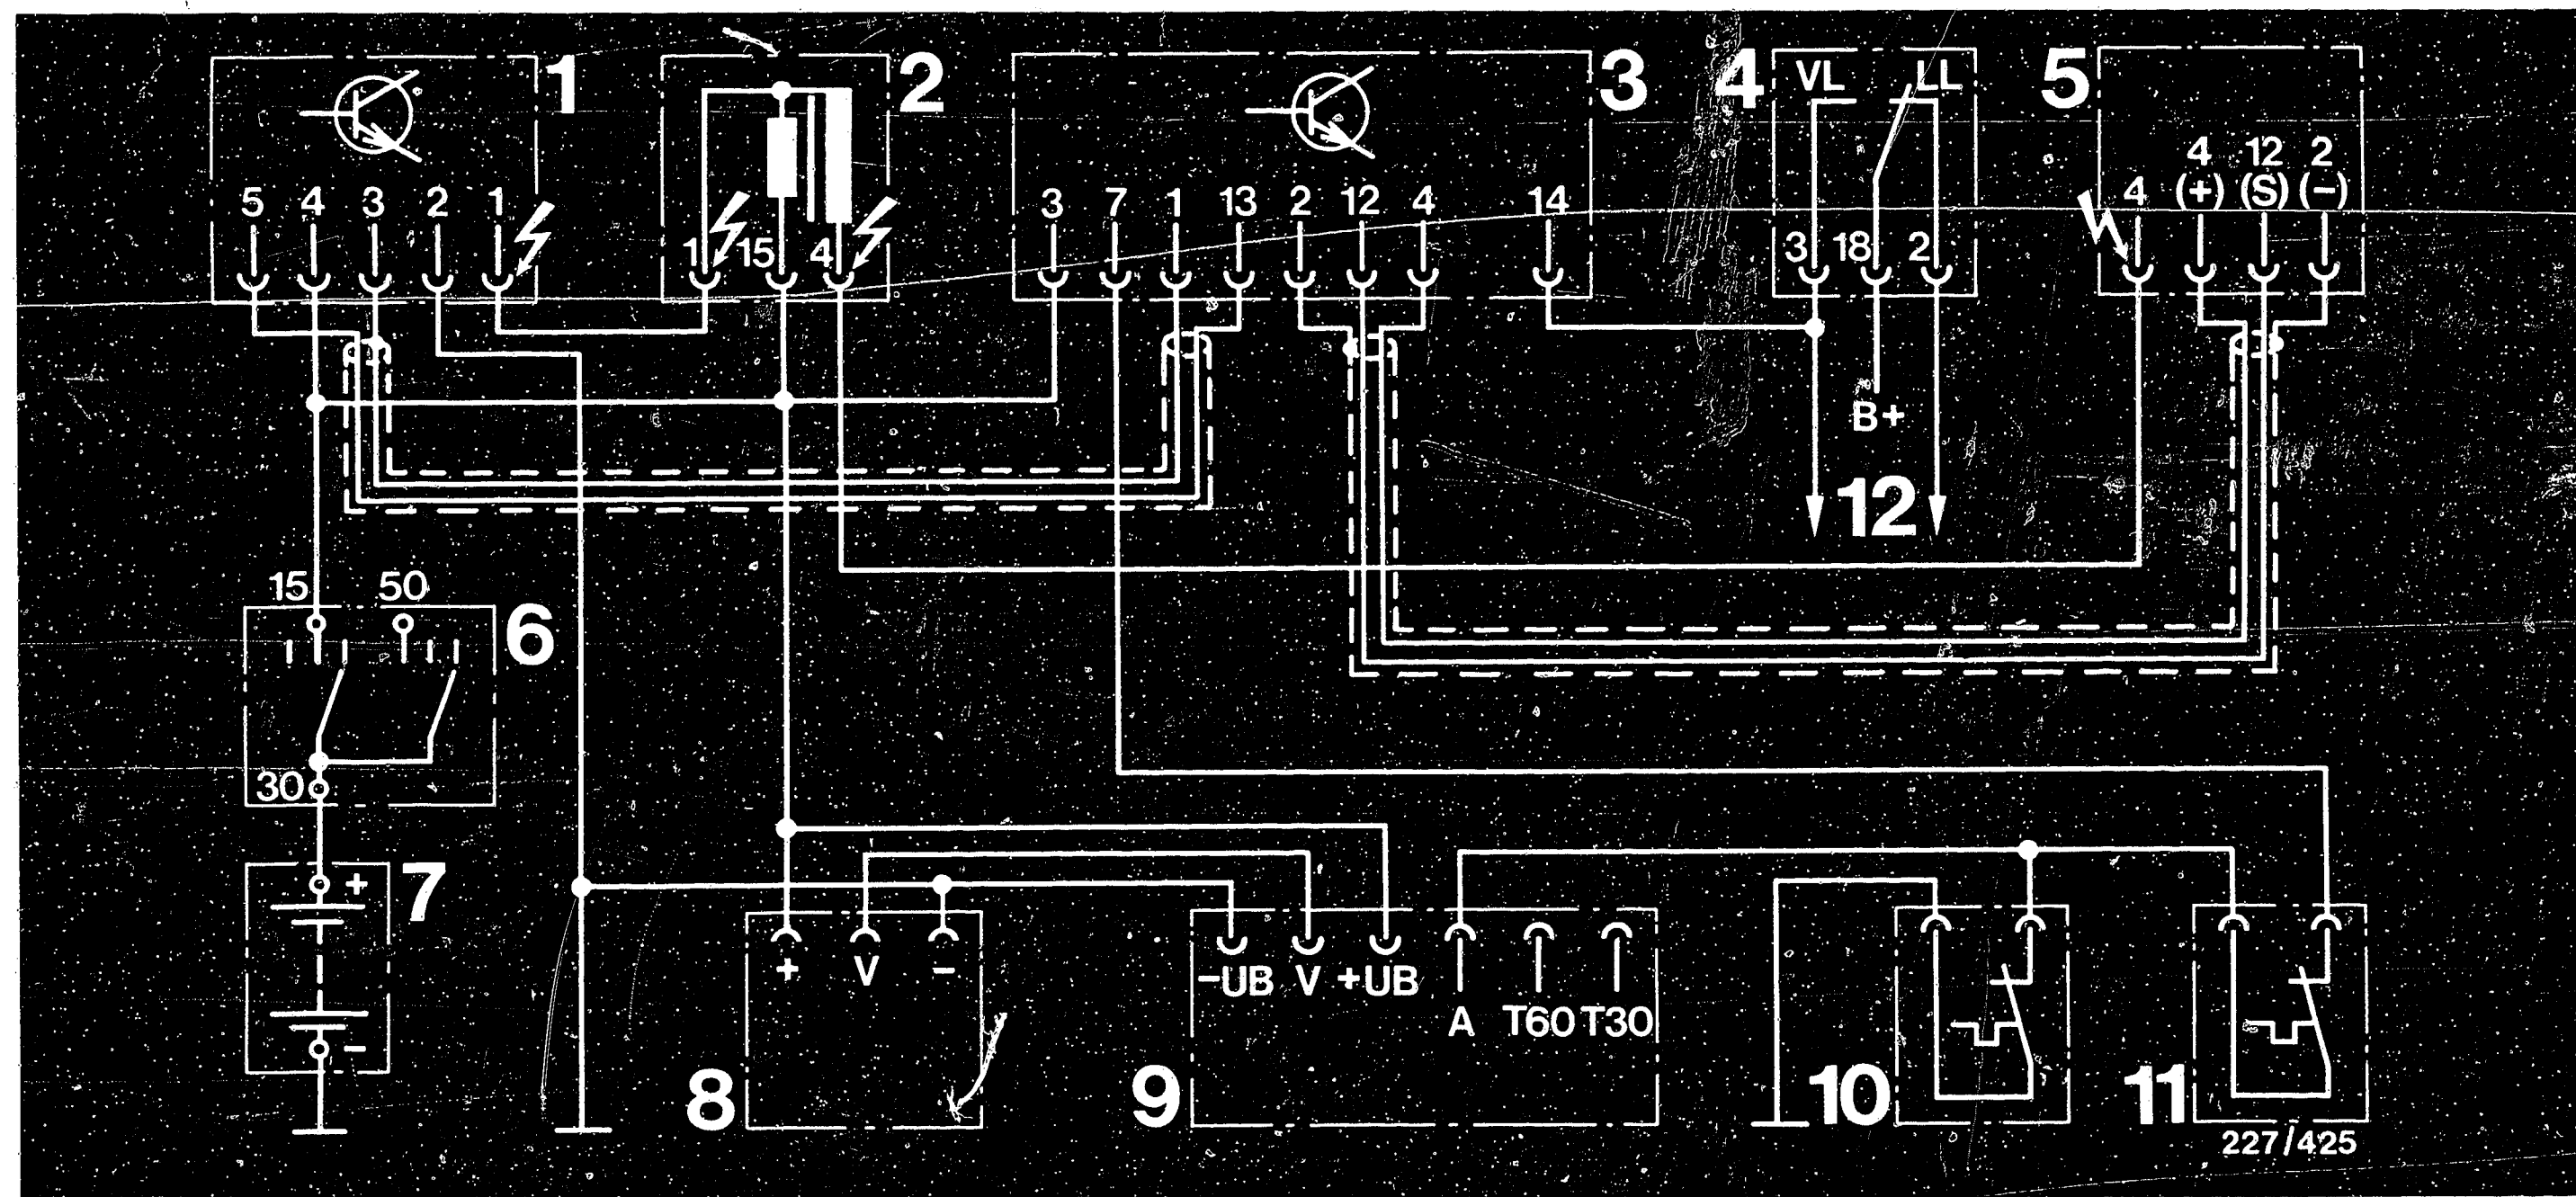 1 2 3 4 5
VL LL
4 12 2
5 4 3 2 1 3 7 1 13 2 12 4 14 4 (+) (S) (-)
1 15 4 3 18 2
B+
12
15 50
6
30
+ 7
-
+ V - -UB V +UB
A T60 T30
8 9 10 11
227/425